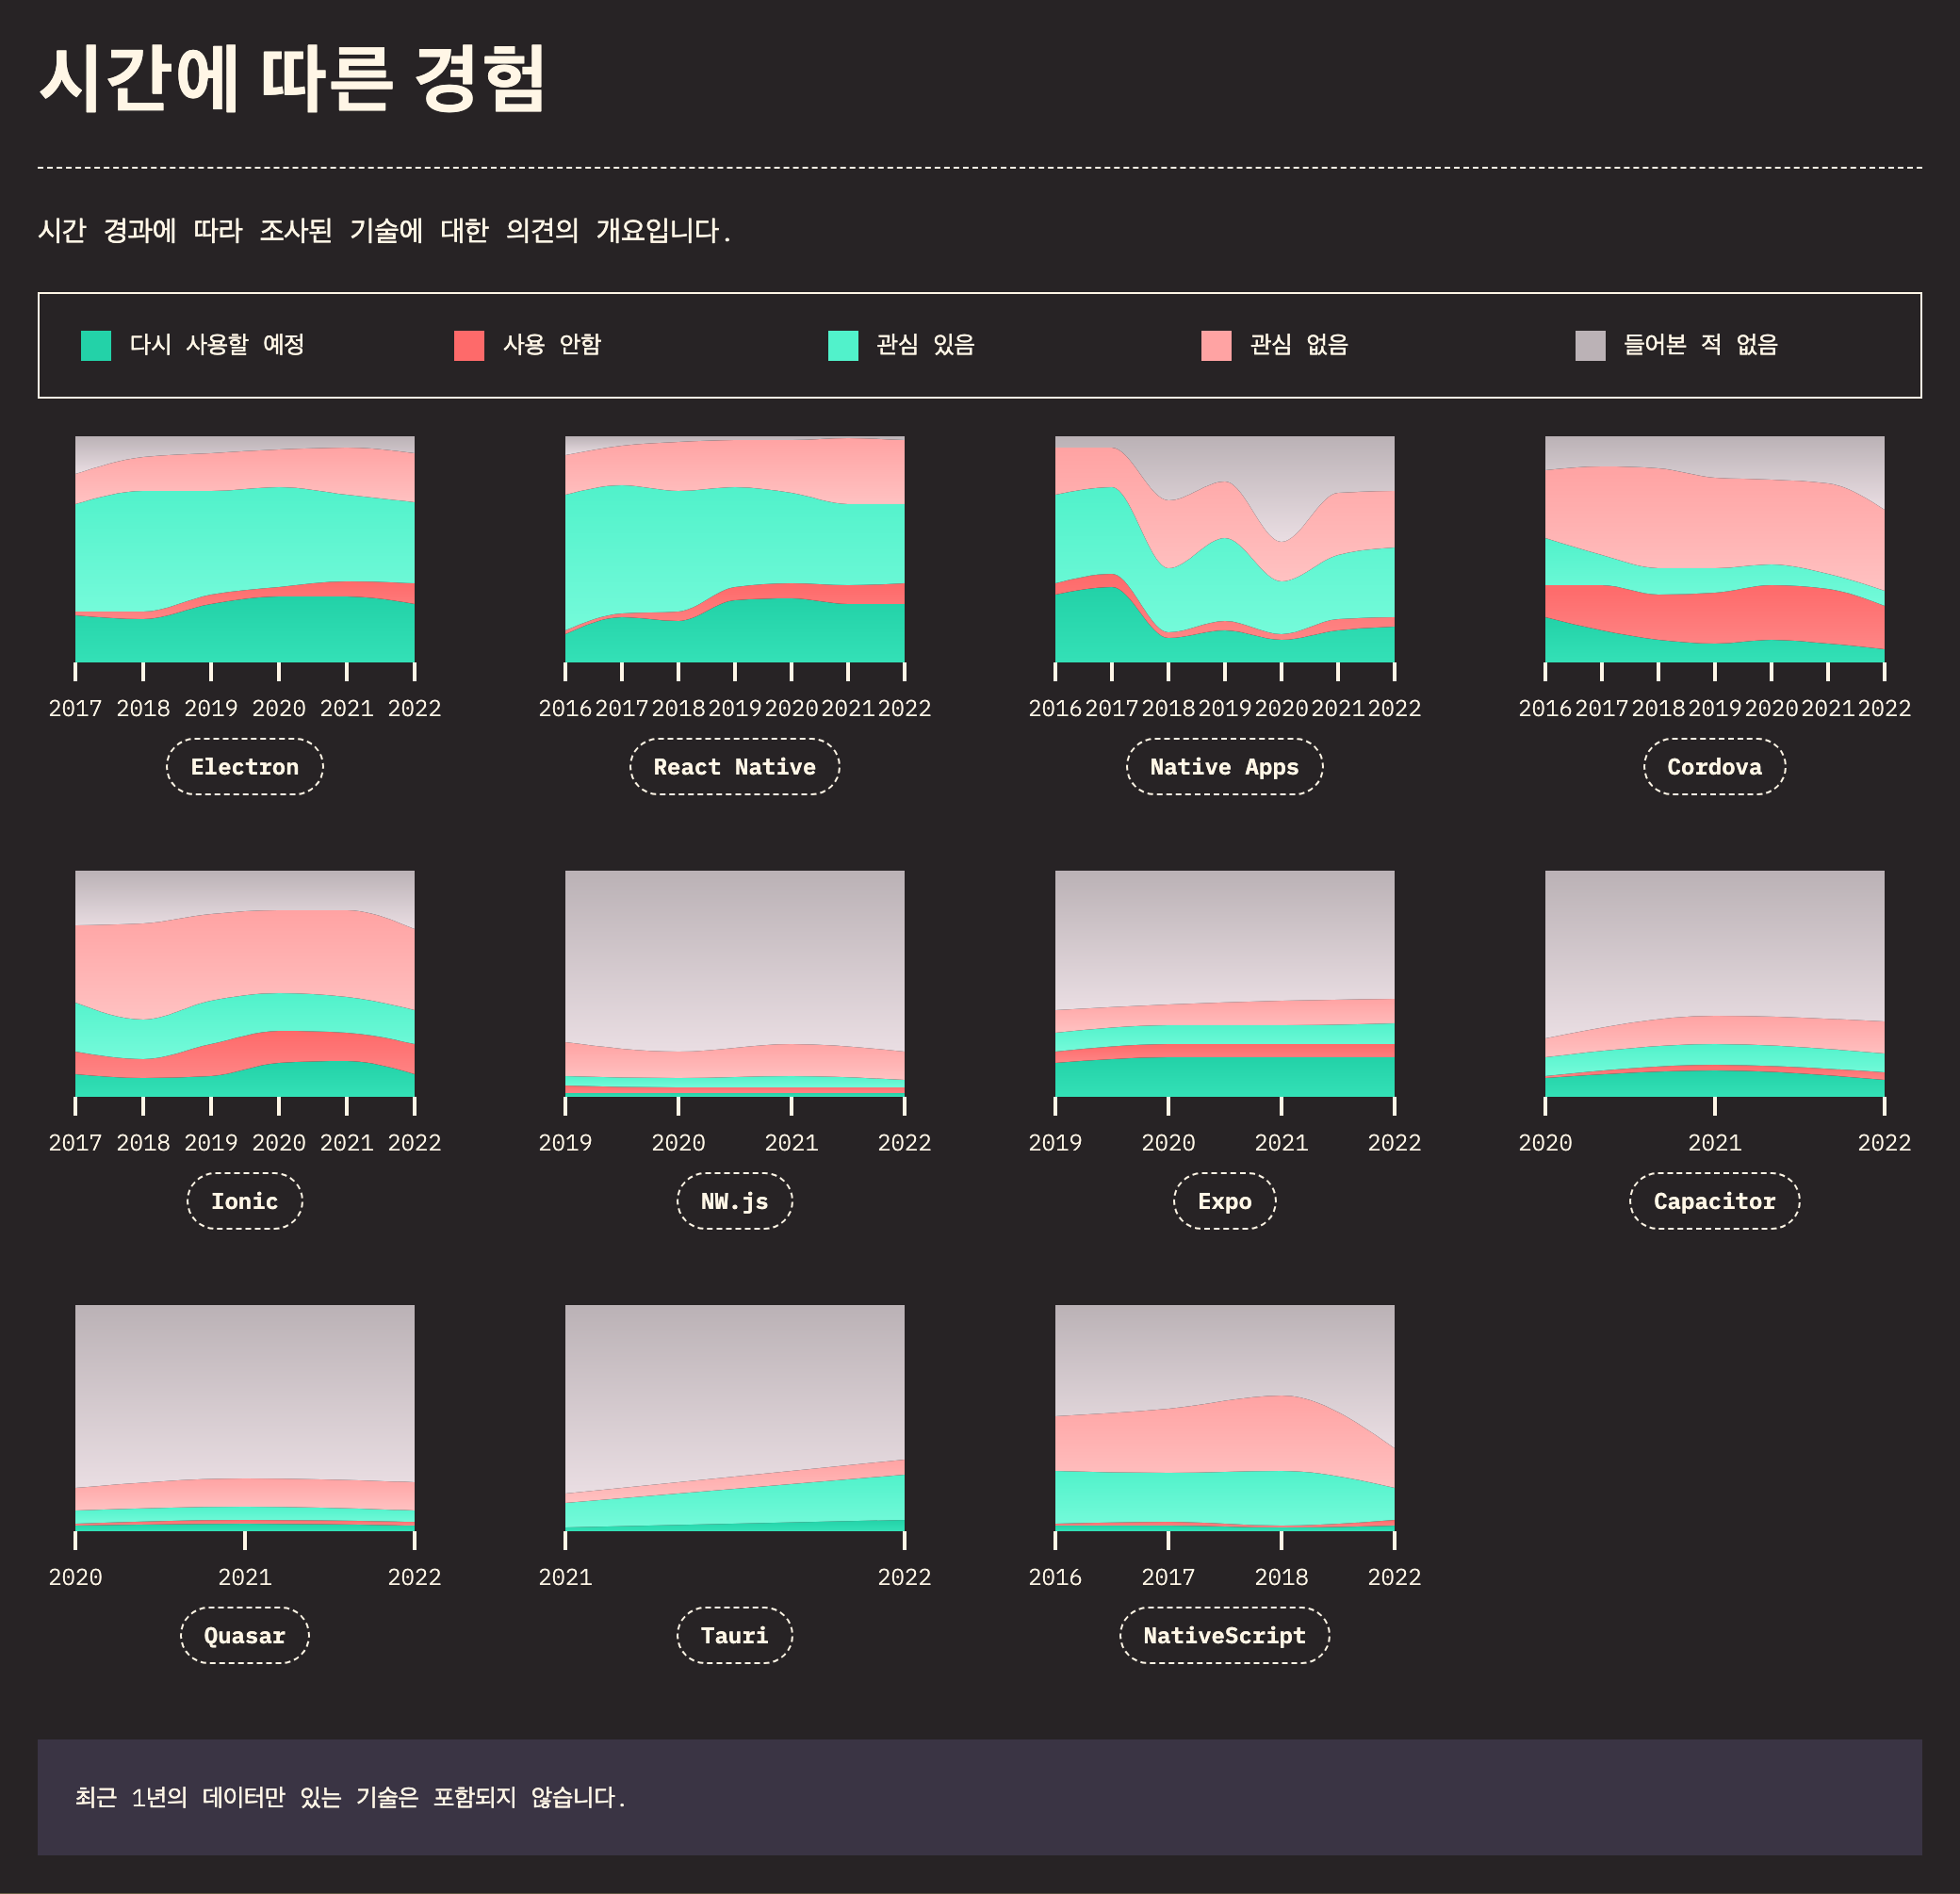 시간에 따른 경험
시간 경과에 따라 조사된 기술에 대한 의견의 개요입니다.
다시 사용할 예정 사용 안함 관심 있음 관심 없음 들어본 적 없음
2017 2018 2019 2020 2021 2022
Electron
2016 2017 2018 2019 2020 2021 2022
React Native
2016 2017 2018 2019 2020 2021 2022
Native Apps
2016 2017 2018 2019 2020 2021 2022
Cordova
2017 2018 2019 2020 2021 2022
Ionic
2019 2020 2021 2022
NW.js
2019 2020 2021 2022
Expo
2020 2021 2022
Capacitor
2020 2021 2022
Quasar
2021 2022
Tauri
2016 2017 2018 2022
NativeScript
최근 1년의 데이터만 있는 기술은 포함되지 않습니다.